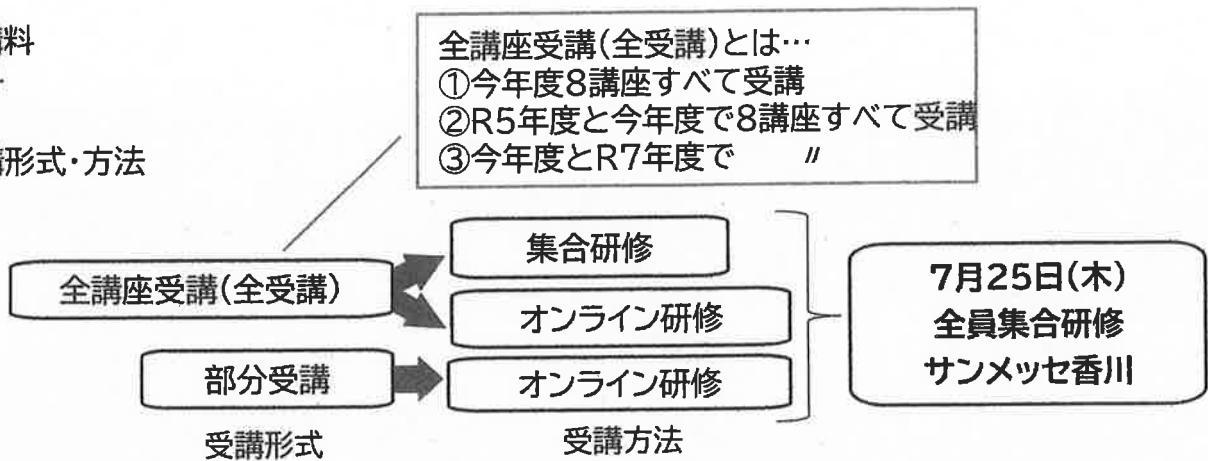 料
全講座受講(全受講)とは…
①今年度8講座すべて受講
②R5年度と今年度で8講座すべて受講
③今年度とR7年度で 〃
形式・方法
集合研修
全講座受講(全受講)
オンライン研修
部分受講
オンライン研修
7月25日(木)
全員集合研修
サンメッセ香川
受講形式
受講方法